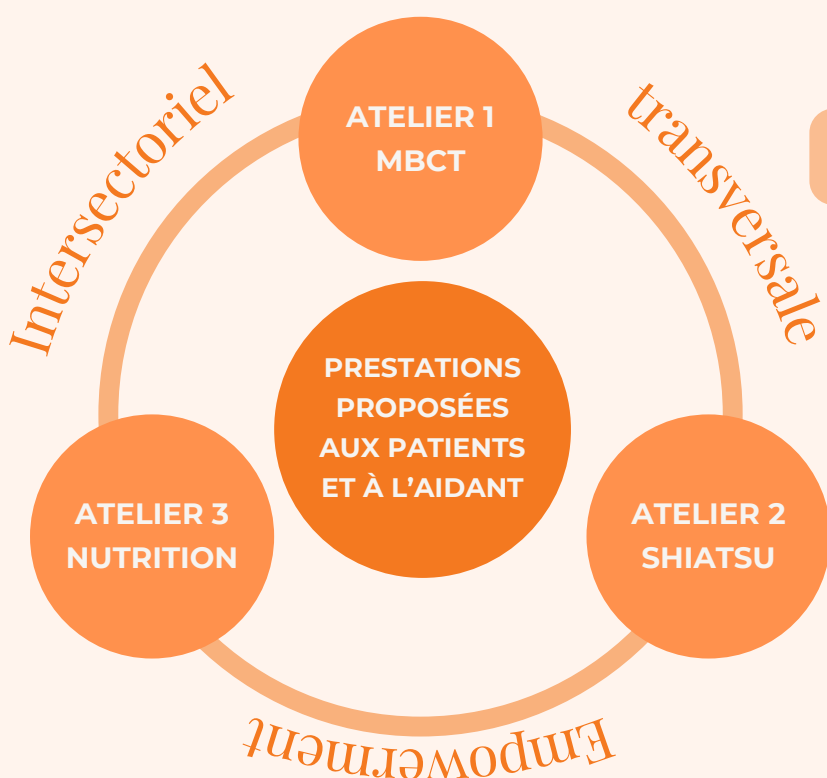 Intersectoriel
transversale
ATELIER 1
MBCT
PRESTATIONS
PROPOSÉES
AUX PATIENTS
ET À L’AIDANT
ATELIER 3
NUTRITION
ATELIER 2
SHIATSU
Empowerment